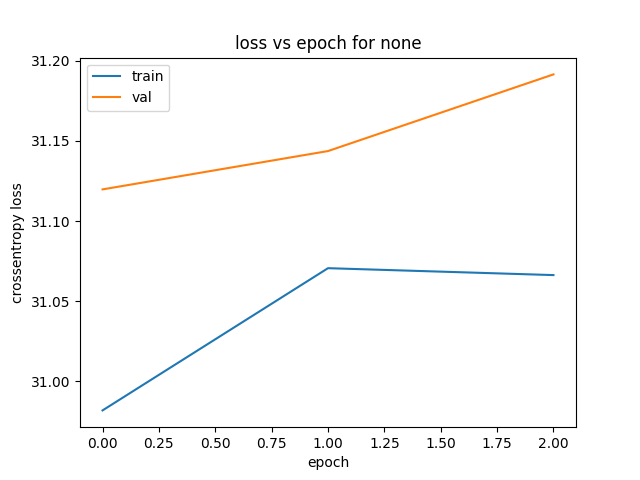 loss vs epoch for none
train
val
crossentropy loss
31.20
31.15
31.10
31.05
31.00
0.00 0.25 0.50 0.75 1.00 1.25 1.50 1.75 2.00
epoch